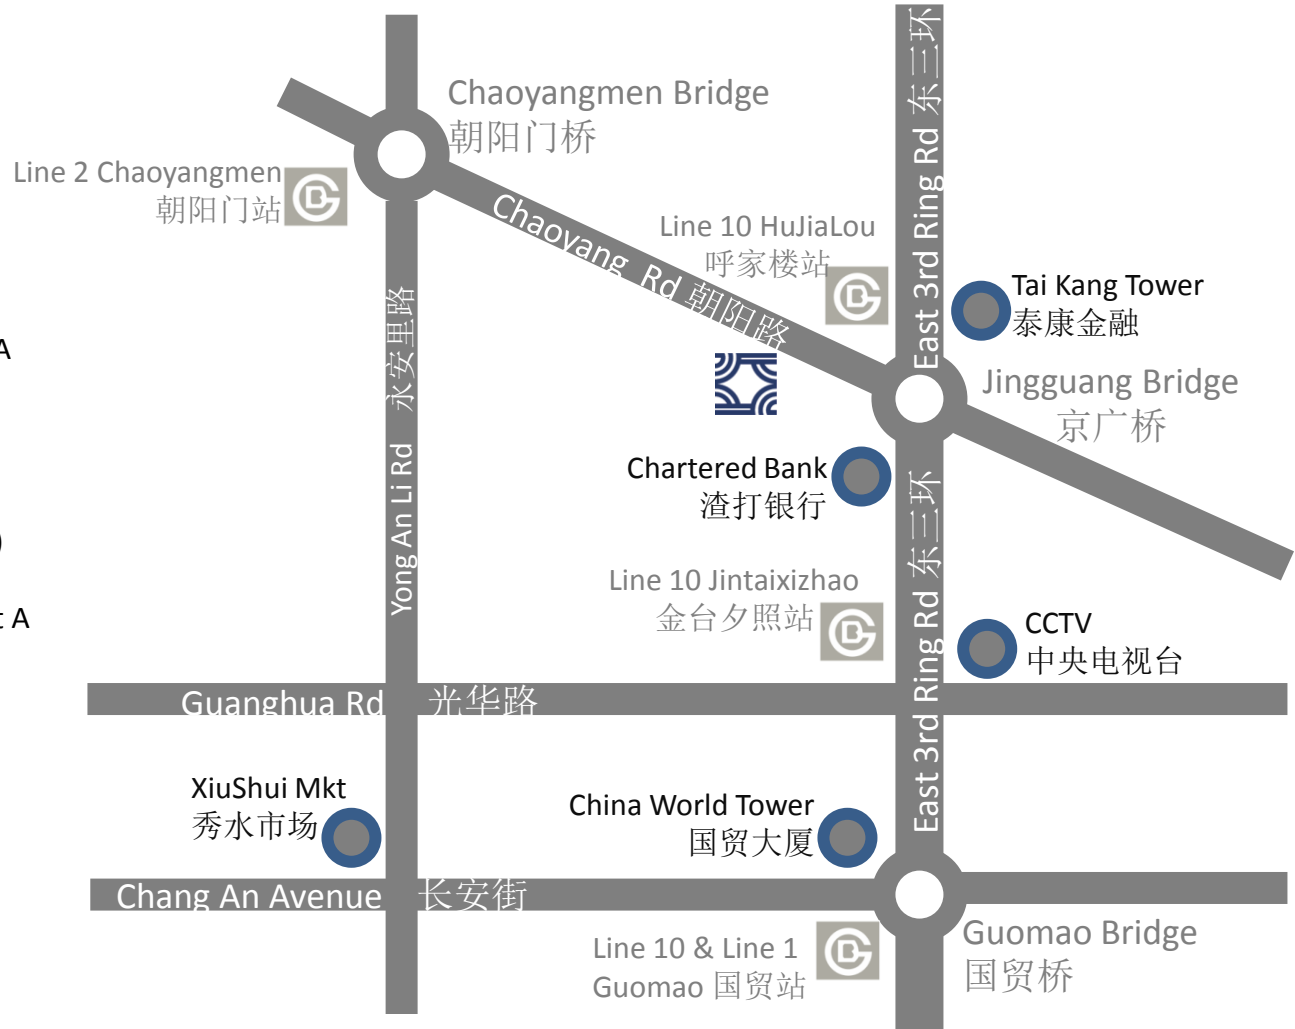 Chaoyangmen Bridge
朝阳门桥
Line 2 Chaoyangmen
朝阳门站
Chaoyang Rd 朝阳路
Line 10 HuJiaLou
呼家楼站
East 3rd Ring Rd 东三环
Tai Kang Tower
泰康金融
A
Yong An Li Rd 永安里路
Jingguang Bridge
京广桥
Chartered Bank
渣打银行
)
Line 10 Jintaixizhao
金台夕照站
t A
East 3rd Ring Rd 东三环
CCTV
中央电视台
Guanghua Rd 光华路
XiuShui Mkt
秀水市场
China World Tower
国贸大厦
Chang An Avenue 长安街
Line 10 & Line 1
Guomao 国贸站
Guomao Bridge
国贸桥